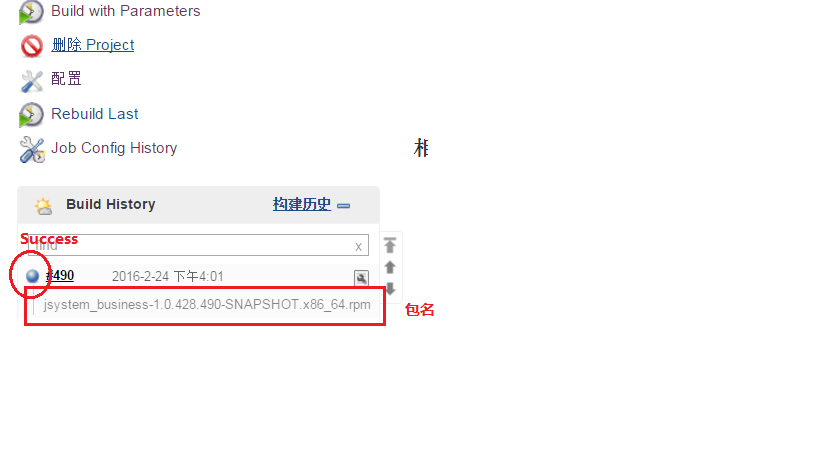 Build with Parameters
删除 Project
配置
Rebuild Last
Job Config History
Build History 构建历史
Success
find x
#490 2016-2-24 下午4:01
jsystem_business-1.0.428.490-SNAPSHOT.x86_64.rpm
包名